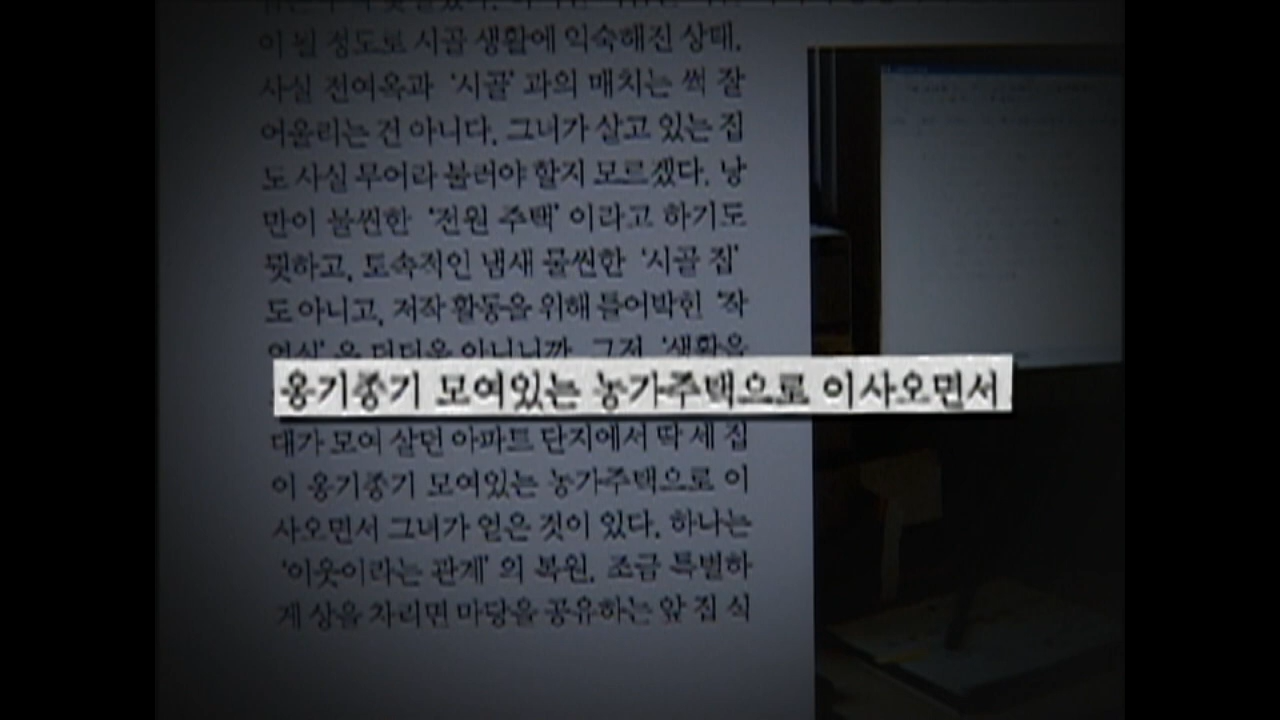 이 될 정도로 시골 생활에 익숙해진 상태.
사실 전여옥과 '시골' 과의 매치는 썩 잘
어울리는 건 아니다. 그녀가 살고 있는 집
도 사실 무어라 불러야 할지 모르겠다. 낭
만이 물씬한 '전원 주택' 이라고 하기도
뭣하고, 토속적인 냄새 물씬한 '시골 집'
도 아니고, 저작 활동을 위해 틀어박힌 '작
아니니까. 그저 '생활을
옹기종기 모여있는 농가주택으로 이사오면서
대가 모여 살던 아파트 단지에서 딱 세 집
이 옹기종기 모여있는 농가주택으로 이
사오면서 그녀가 얻은 것이 있다. 하나는
'이웃이라는 관계' 의 복원. 조금 특별하
게 상을 차리면 마당을 공유하는 앞 집 식